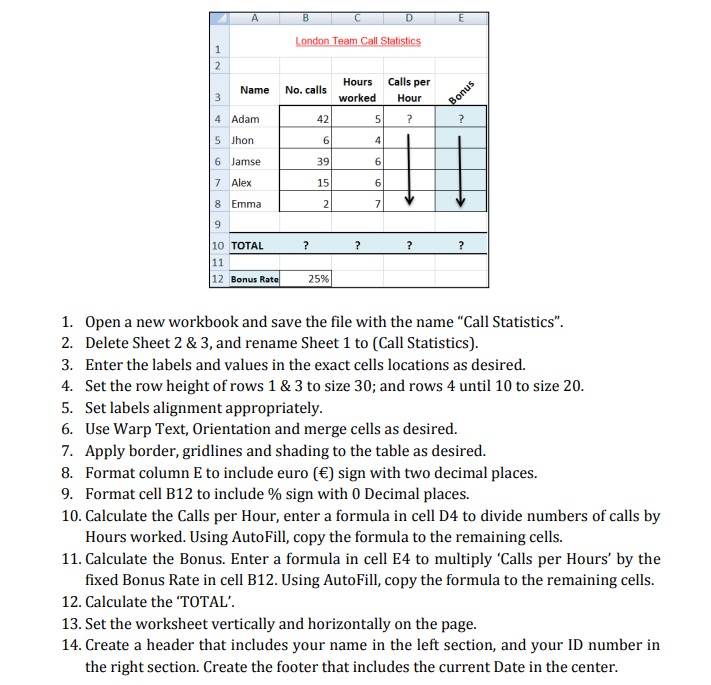 A B C D E
1 London Team Call Statistics
2
3 Name No. calls Hours worked Calls per Hour Bonus
4 Adam 42 5 ? ?
5 Jhon 6 4
6 Jamse 39 6
7 Alex 15 6
8 Emma 2 7
9
10 TOTAL ? ? ? ?
11
12 Bonus Rate 25%
1. Open a new workbook and save the file with the name “Call Statistics”.
2. Delete Sheet 2 & 3, and rename Sheet 1 to (Call Statistics).
3. Enter the labels and values in the exact cells locations as desired.
4. Set the row height of rows 1 & 3 to size 30; and rows 4 until 10 to size 20.
5. Set labels alignment appropriately.
6. Use Warp Text, Orientation and merge cells as desired.
7. Apply border, gridlines and shading to the table as desired.
8. Format column E to include euro (€) sign with two decimal places.
9. Format cell B12 to include % sign with 0 Decimal places.
10. Calculate the Calls per Hour, enter a formula in cell D4 to divide numbers of calls by
Hours worked. Using AutoFill, copy the formula to the remaining cells.
11. Calculate the Bonus. Enter a formula in cell E4 to multiply ‘Calls per Hours’ by the
fixed Bonus Rate in cell B12. Using AutoFill, copy the formula to the remaining cells.
12. Calculate the ‘TOTAL’.
13. Set the worksheet vertically and horizontally on the page.
14. Create a header that includes your name in the left section, and your ID number in
the right section. Create the footer that includes the current Date in the center.